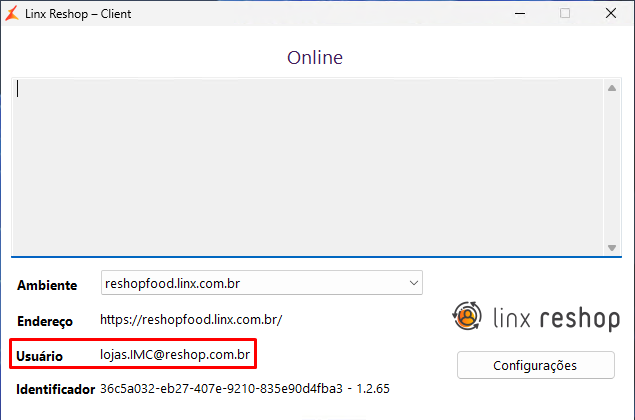 Linx Reshop – Client
Online
Ambiente reshopfood.linx.com.br
Endereço https://reshopfood.linx.com.br/
linx reshop
Usuário lojas.IMC@reshop.com.br
Configurações
Identificador 36c5a032-eb27-407e-9210-835e90d4fba3 - 1.2.65